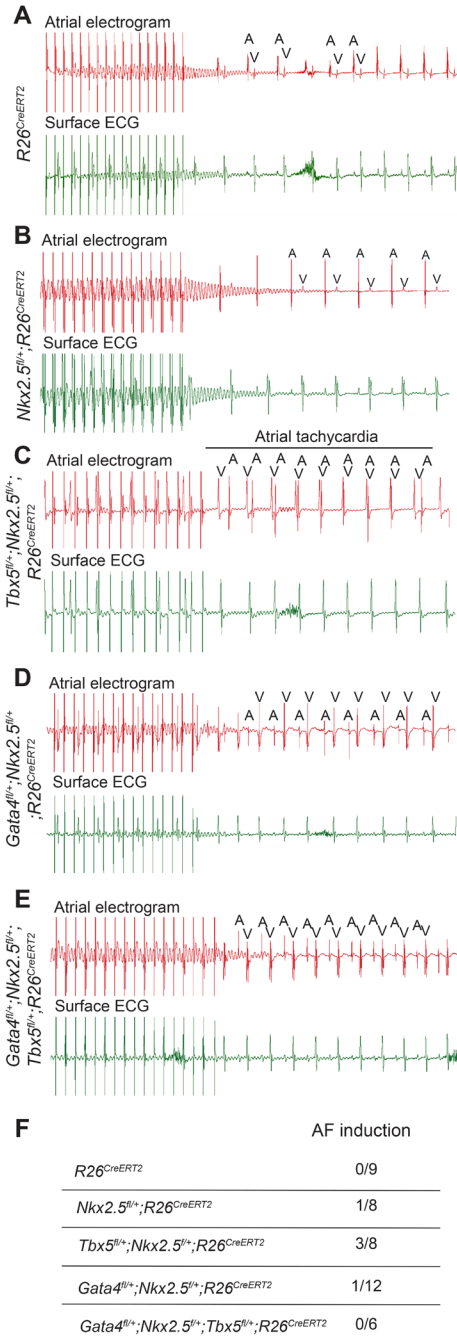 A
Atrial electrogram
A A A A
V V V V
Surface ECG
R26CreERT2
B
Atrial electrogram
A A A A A
V V V V V
Surface ECG
Nkx2.5fl/+;R26CreERT2
C
Atrial tachycardia
Atrial electrogram
A A A A A A A A A
V V V V V V V V V
Surface ECG
Tbx5fl/+;Nkx2.5fl/+;
R26CreERT2
D
Atrial electrogram
V V V V V V V V
A A A A A A A A
Surface ECG
Gata4fl/+;Nkx2.5fl/+
;R26CreERT2
E
Atrial electrogram
A A A A A A A A A
V V V V V V V V V
Surface ECG
Gata4fl/+;Nkx2.5fl/+;
Tbx5fl/+;R26CreERT2
F
AF induction
R26CreERT2 0/9
Nkx2.5fl/+;R26CreERT2 1/8
Tbx5fl/+;Nkx2.5f/+;R26CreERT2 3/8
Gata4fl/+;Nkx2.5f/+;R26CreERT2 1/12
Gata4fl/+;Nkx2.5f/+;Tbx5fl/+;R26CreERT2 0/6